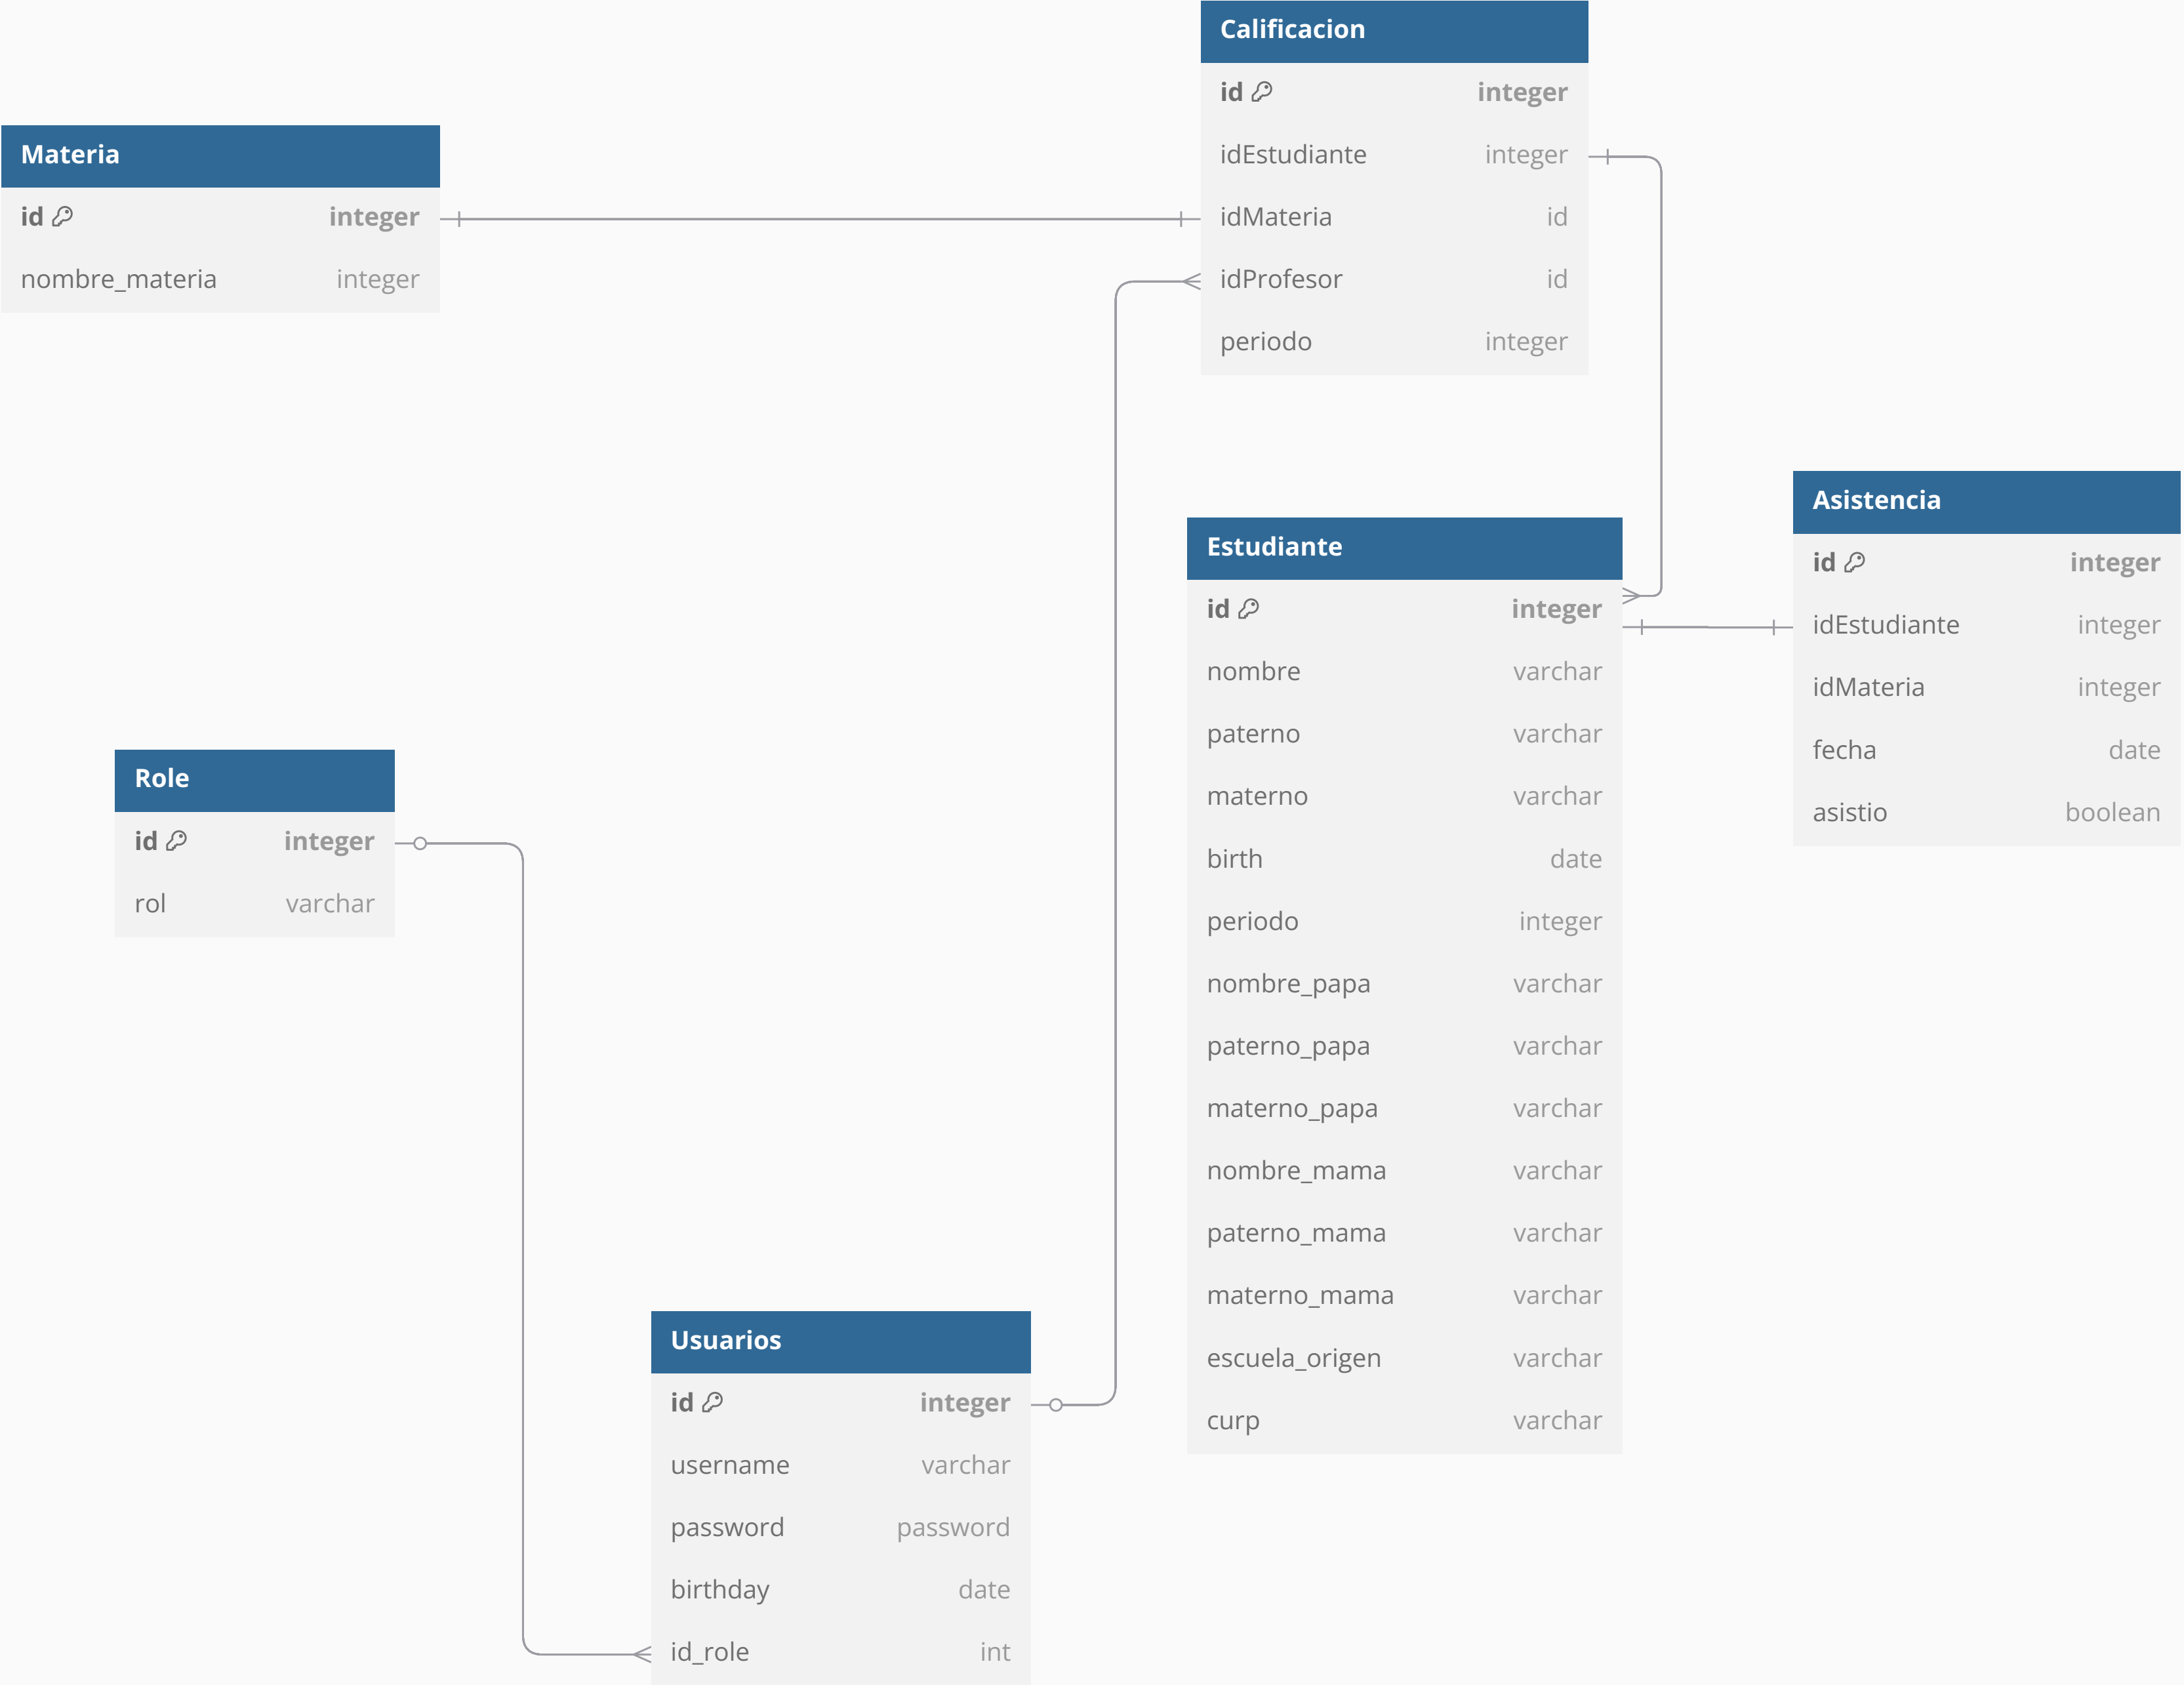 Calificacion
id integer
idEstudiante integer
idMateria id
idProfesor id
periodo integer
Materia
id integer
nombre_materia integer
Asistencia
id integer
idEstudiante integer
idMateria integer
fecha date
asistio boolean
Estudiante
id integer
nombre varchar
paterno varchar
materno varchar
birth date
periodo integer
nombre_papa varchar
paterno_papa varchar
materno_papa varchar
nombre_mama varchar
paterno_mama varchar
materno_mama varchar
escuela_origen varchar
curp varchar
Role
id integer
rol varchar
Usuarios
id integer
username varchar
password password
birthday date
id_role int